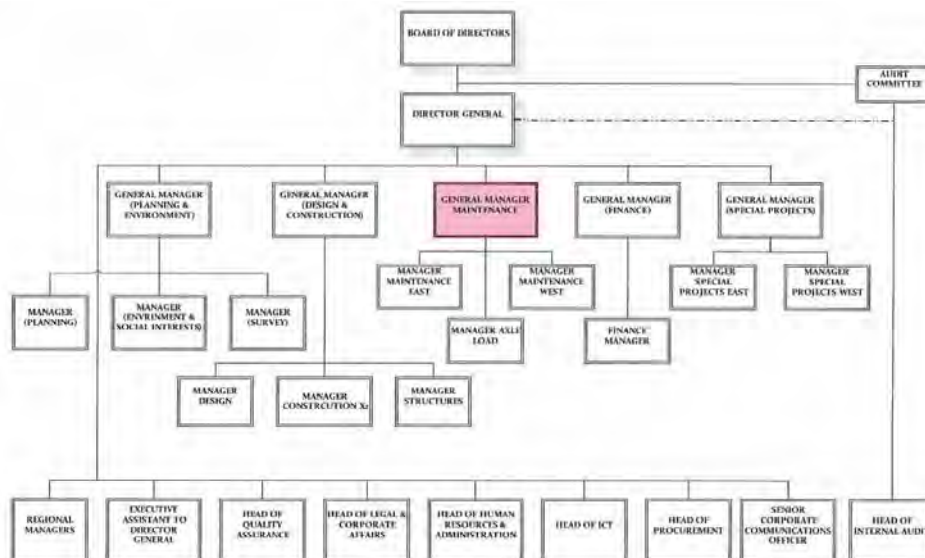 BOARD OF DIRECTORS
AUDIT
COMMITTEE
DIRECTOR GENERAL
GENERAL MANAGER
(PLANNING &
ENVIRONMENT)
GENERAL MANAGER
(DESIGN &
CONSTRUCTION)
GENERAL MANAGER
MAINTENANCE
GENERAL MANAGER
(FINANCE)
GENERAL MANAGER
(SPECIAL PROJECTS)
MANAGER
MAINTENANCE
EAST
MANAGER
MAINTENANCE
WEST
MANAGER
SPECIAL
PROJECTS EAST
MANAGER
SPECIAL
PROJECTS WEST
MANAGER
(PLANNING)
MANAGER
(ENVRINMENT &
SOCIAL INTERESTS)
MANAGER
(SURVEY)
MANAGER AXLE
LOAD
FINANCE
MANAGER
MANAGER
DESIGN
MANAGER
CONSTRCUTION X2
MANAGER
STRUCTURES
REGIONAL
MANAGERS
EXECUTIVE
ASSISTANT TO
DIRECTOR
GENERAL
HEAD OF
QUALITY
ASSURANCE
HEAD OF LEGAL &
CORPORATE
AFFAIRS
HEAD OF HUMAN
RESOURCES &
ADMINISTRATION
HEAD OF ICT
HEAD OF
PROCUREMENT
SENIOR
CORPORATE
COMMUNICATIONS
OFFICER
HEAD OF
INTERNAL AUDIT